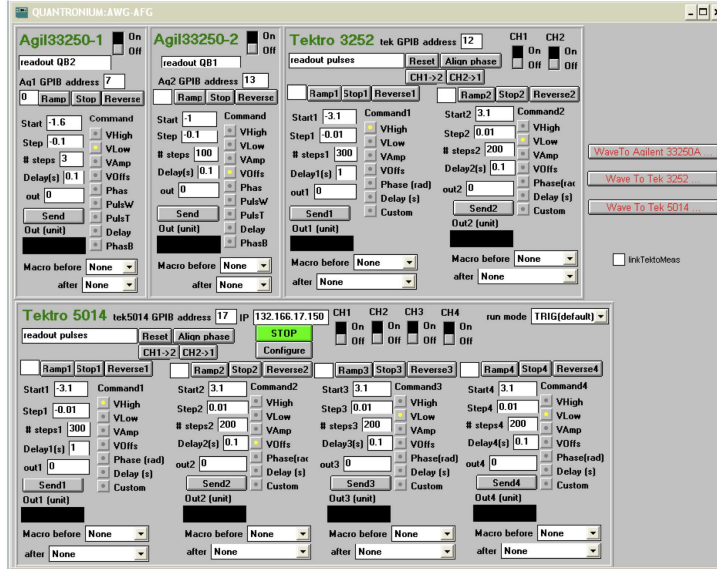 QUANTRONIUM:AWG-AFG
Agil33250-1 On Off
readout QB2
Aq1 GPIB address 7
0 Ramp Stop Reverse
Start -1.6 Command
Step -0.1
# steps 3
Delay(s) 0.1
out 0
VHigh
VLow
VAmp
VOffs
Phas
PulsW
PulsT
Delay
PhasB
Send
Out (unit)
Macro before None
after None
Agil33250-2 On Off
readout QB1
Aq2 GPIB address 13
Ramp Stop Reverse
Start -1 Command
Step -0.1
# steps 100
Delay(s) 0.1
out 0
VHigh
VLow
VAmp
VOffs
Phas
PulsW
PulsT
Delay
PhasB
Send
Out (unit)
Macro before None
after None
Tektro 3252 tek GPIB address 12 CH1 On Off CH2 On Off
readout pulses Reset Align phase
CH1->2 CH2->1
Ramp1 Stop1 Reverse1
Start1 -3.1 Command1
Step1 -0.01
# steps1 300
Delay1(s) 1
out1 0
VHigh
VLow
VAmp
VOffs
Phase (rad)
Delay (s)
Custom
Send1
Out1 (unit)
Ramp2 Stop2 Reverse2
Start2 3.1 Command2
Step2 0.01
# steps2 200
Delay2(s) 0.1
out2 0
VHigh
VLow
VAmp
VOffs
Phase(rac
Delay (s)
Custom
Send2
Out2 (unit)
Macro before None
after None
WaveTo Agilent 33250A ...
Wave To Tek 3252 ...
Wave To Tek 5014 ...
linkTektoMeas
Tektro 5014 tek5014 GPIB address 17 IP 132.166.17.150 CH1 CH2 CH3 CH4 run mode TRIG(default)
On Off On Off On Off On Off
readout pulses Reset Align phase STOP
CH1->2 CH2->1 Configure
Ramp1 Stop1 Reverse1
Start1 -3.1 Command1
Step1 -0.01
# steps1 300
Delay1(s) 1
out1 0
VHigh
VLow
VAmp
VOffs
Phase (rad)
Delay (s)
Custom
Send1
Out1 (unit)
Macro before None
after None
Ramp2 Stop2 Reverse2
Start2 3.1 Command2
Step2 0.01
# steps2 200
Delay2(s) 0.1
out2 0
VHigh
VLow
VAmp
VOffs
Phase(rac
Delay (s)
Custom
Send2
Out2 (unit)
Macro before None
after None
Ramp3 Stop3 Reverse3
Start3 3.1 Command3
Step3 0.01
# steps3 200
Delay3(s) 0.1
out3 0
VHigh
VLow
VAmp
VOffs
Phase(rad)
Delay (s)
Custom
Send3
Out3 (unit)
Macro before None
after None
Ramp4 Stop4 Reverse4
Start4 3.1 Command4
Step4 0.01
# steps4 200
Delay4(s) 0.1
out4 0
VHigh
VLow
VAmp
VOffs
Phase(rad)
Delay (s)
Custom
Send4
Out4 (unit)
Macro before None
after None